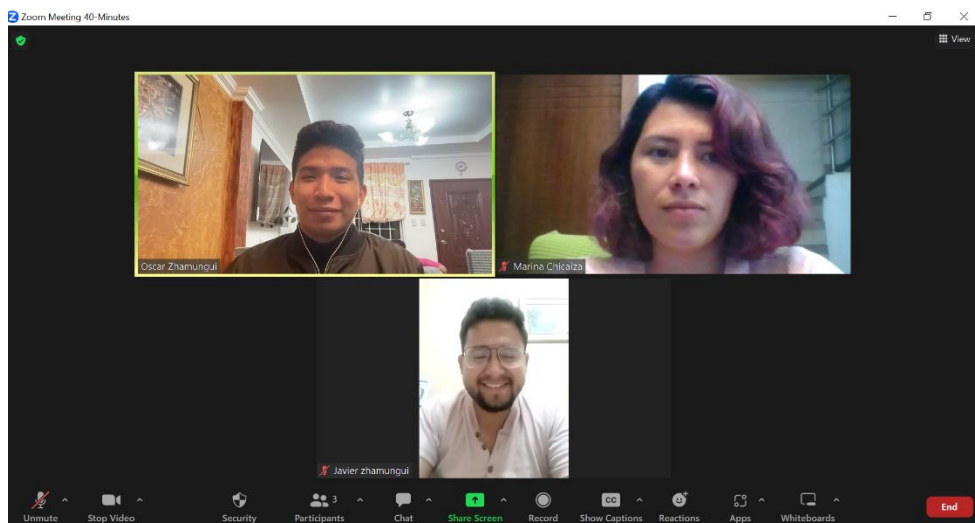 Zoom Meeting 40-Minutes
View
Oscar Zhamungui
Marina Chicaiza
Javier zhamungui
3
CC
Unmute Stop Video Security Participants Chat Share Screen Record Show Captions Reactions Apps Whiteboards End